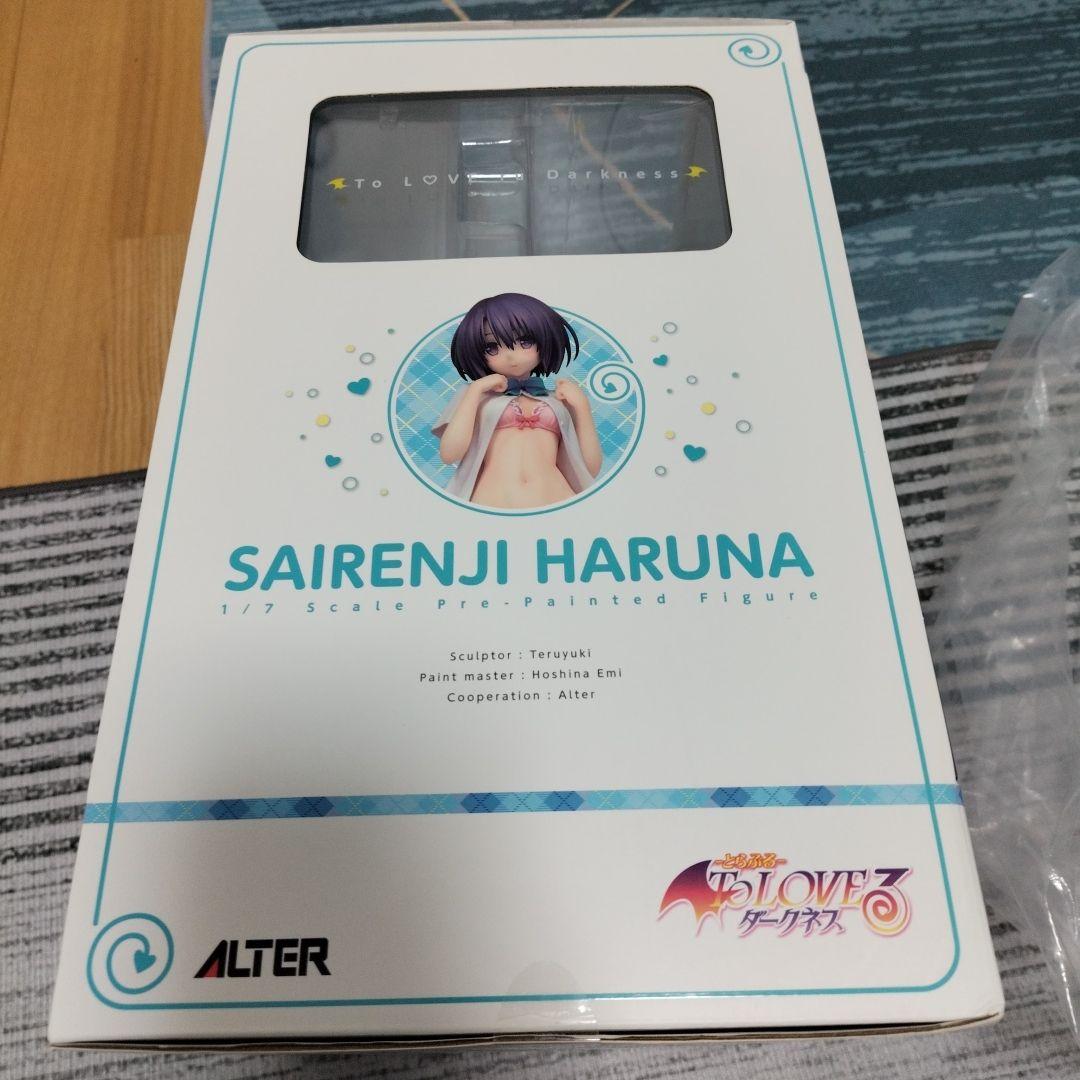 To L♡VE Darkness
SAIRENJI HARUNA
1/7 Scale Pre-Painted Figure
Sculptor : Teruyuki
Paint master : Hoshina Emi
Cooperation : Alter
-とらぶる-
To LOVEる
ダークネス
ALTER